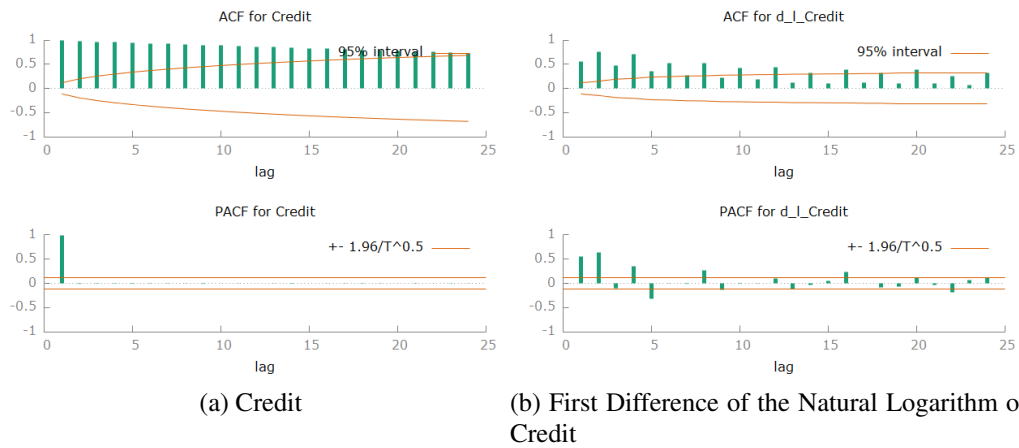 ACF for Credit
1
0.5
0
-0.5
-1
0 5 10 15 20 25
95% interval
lag
PACF for Credit
1
0.5
0
-0.5
-1
0 5 10 15 20 25
+- 1.96/T^0.5
lag
(a) Credit
ACF for d_l_Credit
1
0.5
0
-0.5
-1
0 5 10 15 20 25
95% interval
lag
PACF for d_l_Credit
1
0.5
0
-0.5
-1
0 5 10 15 20 25
+- 1.96/T^0.5
lag
(b) First Difference of the Natural Logarithm o
Credit